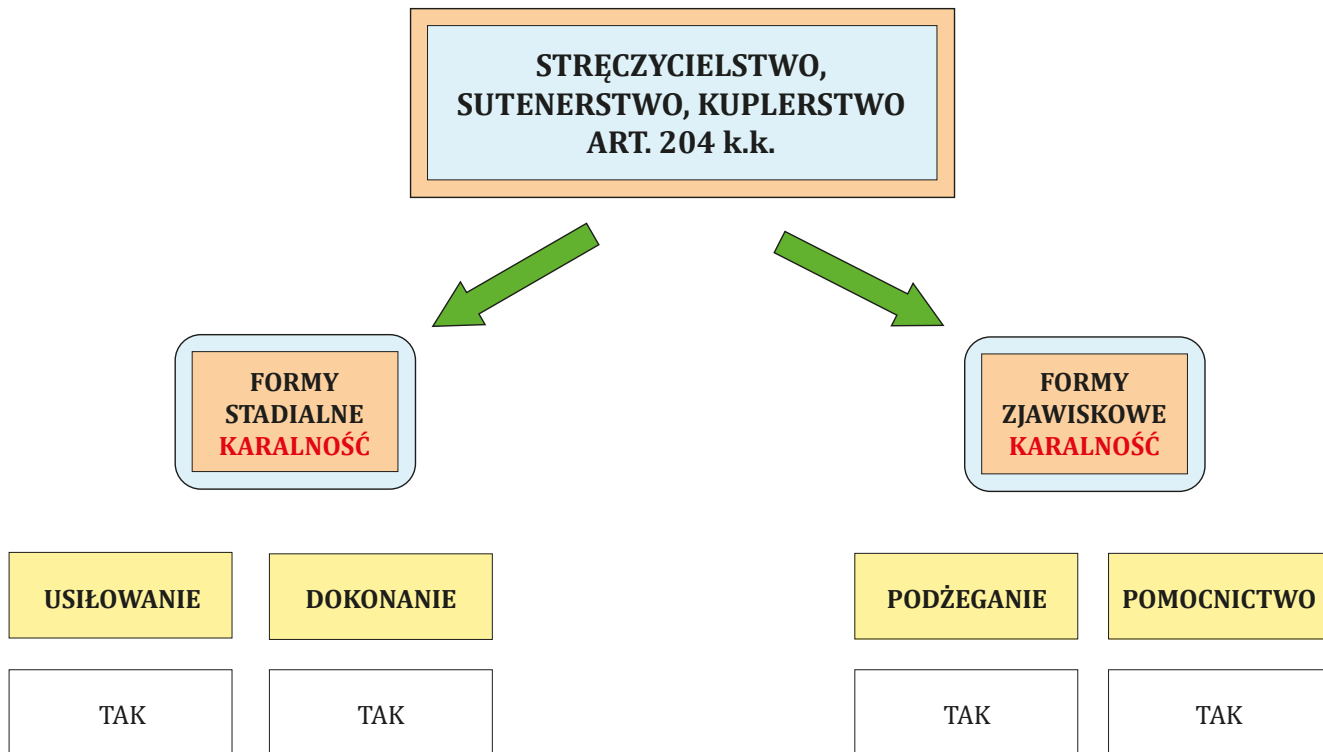 STRĘCZYCIELSTWO,
SUTENERSTWO, KUPLERSTWO
ART. 204 k.k.
FORMY
STADIALNE
KARALNOŚĆ
FORMY
ZJAWISKOWE
KARALNOŚĆ
USIŁOWANIE
DOKONANIE
PODŻEGANIE
POMOCNICTWO
TAK
TAK
TAK
TAK